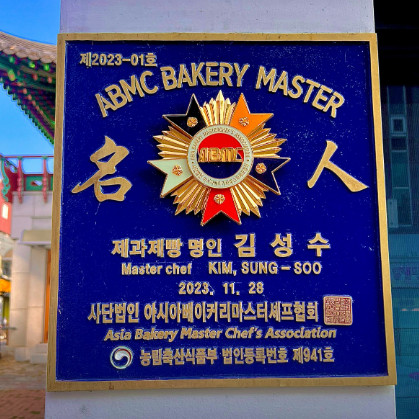 제2023-01호
ABMC BAKERY MASTER
名 人
제과제빵 명인 김성수
Master chef KIM, SUNG-SOO
2023. 11. 28
사단법인 아시아베이커리마스터셰프협회
Asia Bakery Master Chef's Association
농림축산식품부 법인등록번호 제941호